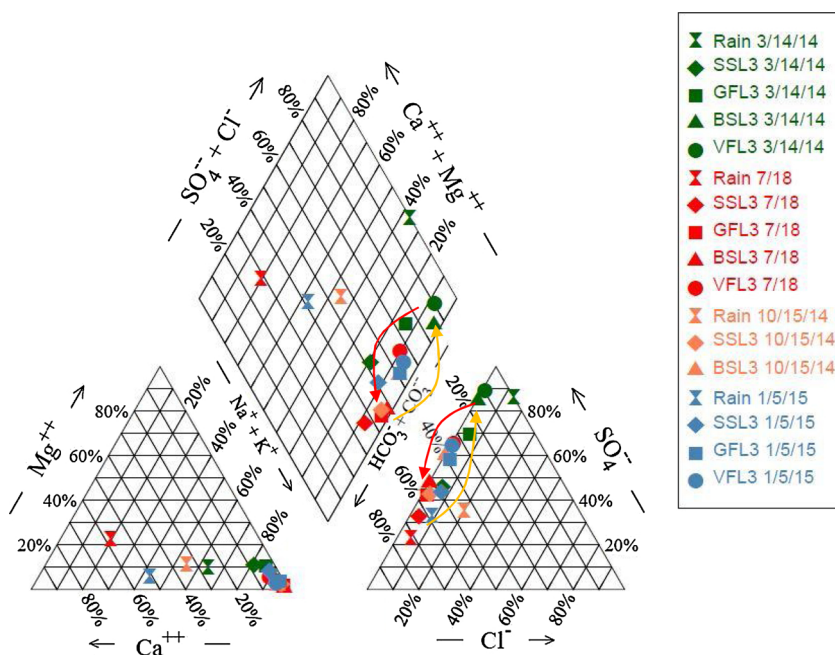 Rain 3/14/14
SSL3 3/14/14
GFL3 3/14/14
BSL3 3/14/14
VFL3 3/14/14
Rain 7/18
SSL3 7/18
GFL3 7/18
BSL3 7/18
VFL3 7/18
Rain 10/15/14
SSL3 10/15/14
BSL3 10/15/14
Rain 1/5/15
SSL3 1/5/15
GFL3 1/5/15
VFL3 1/5/15
SO₄⁻⁻ + Cl⁻
80%
60%
40%
20%
Ca⁺⁺ + Mg⁺⁺
80%
60%
40%
20%
Mg⁺⁺
80%
60%
40%
20%
Na⁺ + K⁺
20%
40%
60%
80%
HCO₃⁻ + CO₃⁻⁻
20%
40%
60%
80%
SO₄⁻⁻
80%
60%
40%
20%
80%
60%
40%
20%
Ca⁺⁺
20%
40%
60%
80%
Cl⁻